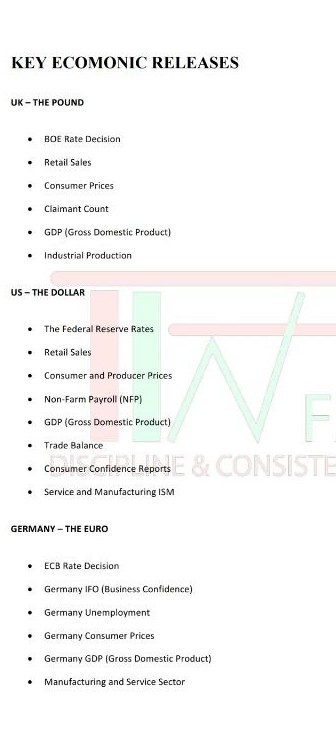 KEY ECOMONIC RELEASES
UK – THE POUND
• BOE Rate Decision
• Retail Sales
• Consumer Prices
• Claimant Count
• GDP (Gross Domestic Product)
• Industrial Production
US – THE DOLLAR
• The Federal Reserve Rates
• Retail Sales
• Consumer and Producer Prices
• Non-Farm Payroll (NFP)
• GDP (Gross Domestic Product)
• Trade Balance
• Consumer Confidence Reports
• Service and Manufacturing ISM
DISCIPLINE & CONSISTE
GERMANY – THE EURO
• ECB Rate Decision
• Germany IFO (Business Confidence)
• Germany Unemployment
• Germany Consumer Prices
• Germany GDP (Gross Domestic Product)
• Manufacturing and Service Sector